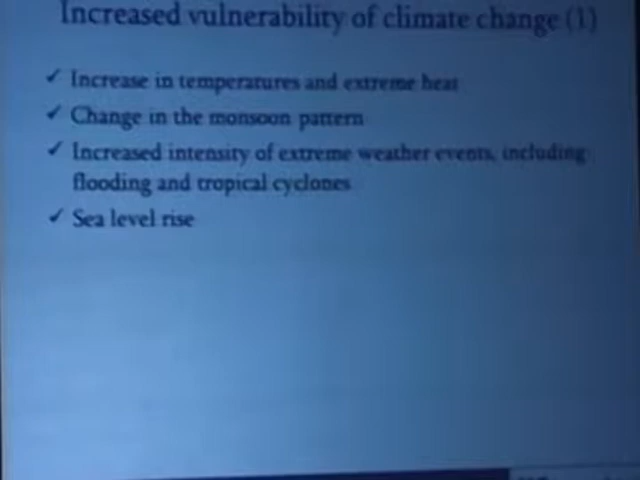 Increased vulnerability of climate change (1)
✓ Increase in temperatures and extreme heat
✓ Change in the monsoon pattern
✓ Increased intensity of extreme weather events, including
flooding and tropical cyclones
✓ Sea level rise